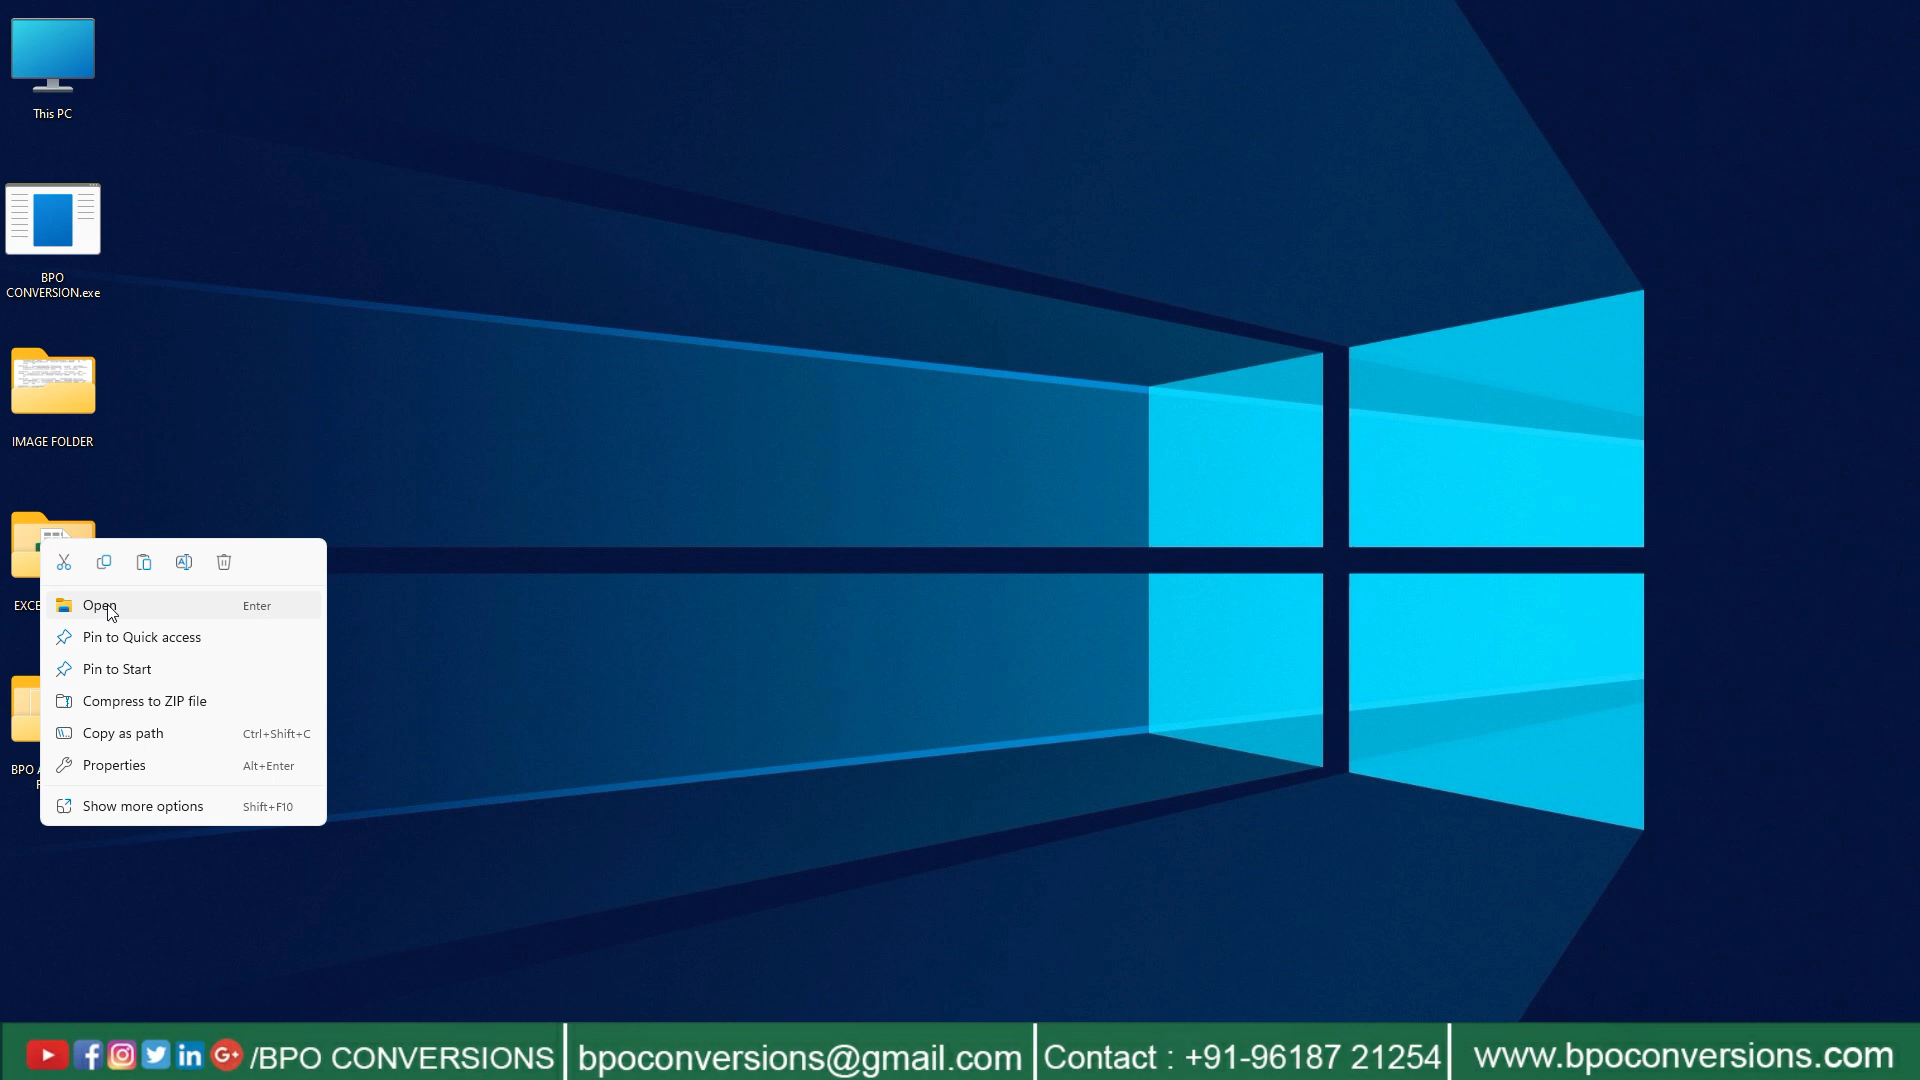 This PC
BPO
CONVERSION.exe
IMAGE FOLDER
EXCE
Open Enter
Pin to Quick access
Pin to Start
Compress to ZIP file
Copy as path Ctrl+Shift+C
Properties Alt+Enter
Show more options Shift+F10
BPO
/BPO CONVERSIONS
bpoconversions@gmail.com
Contact : +91-96187 21254
www.bpoconversions.com